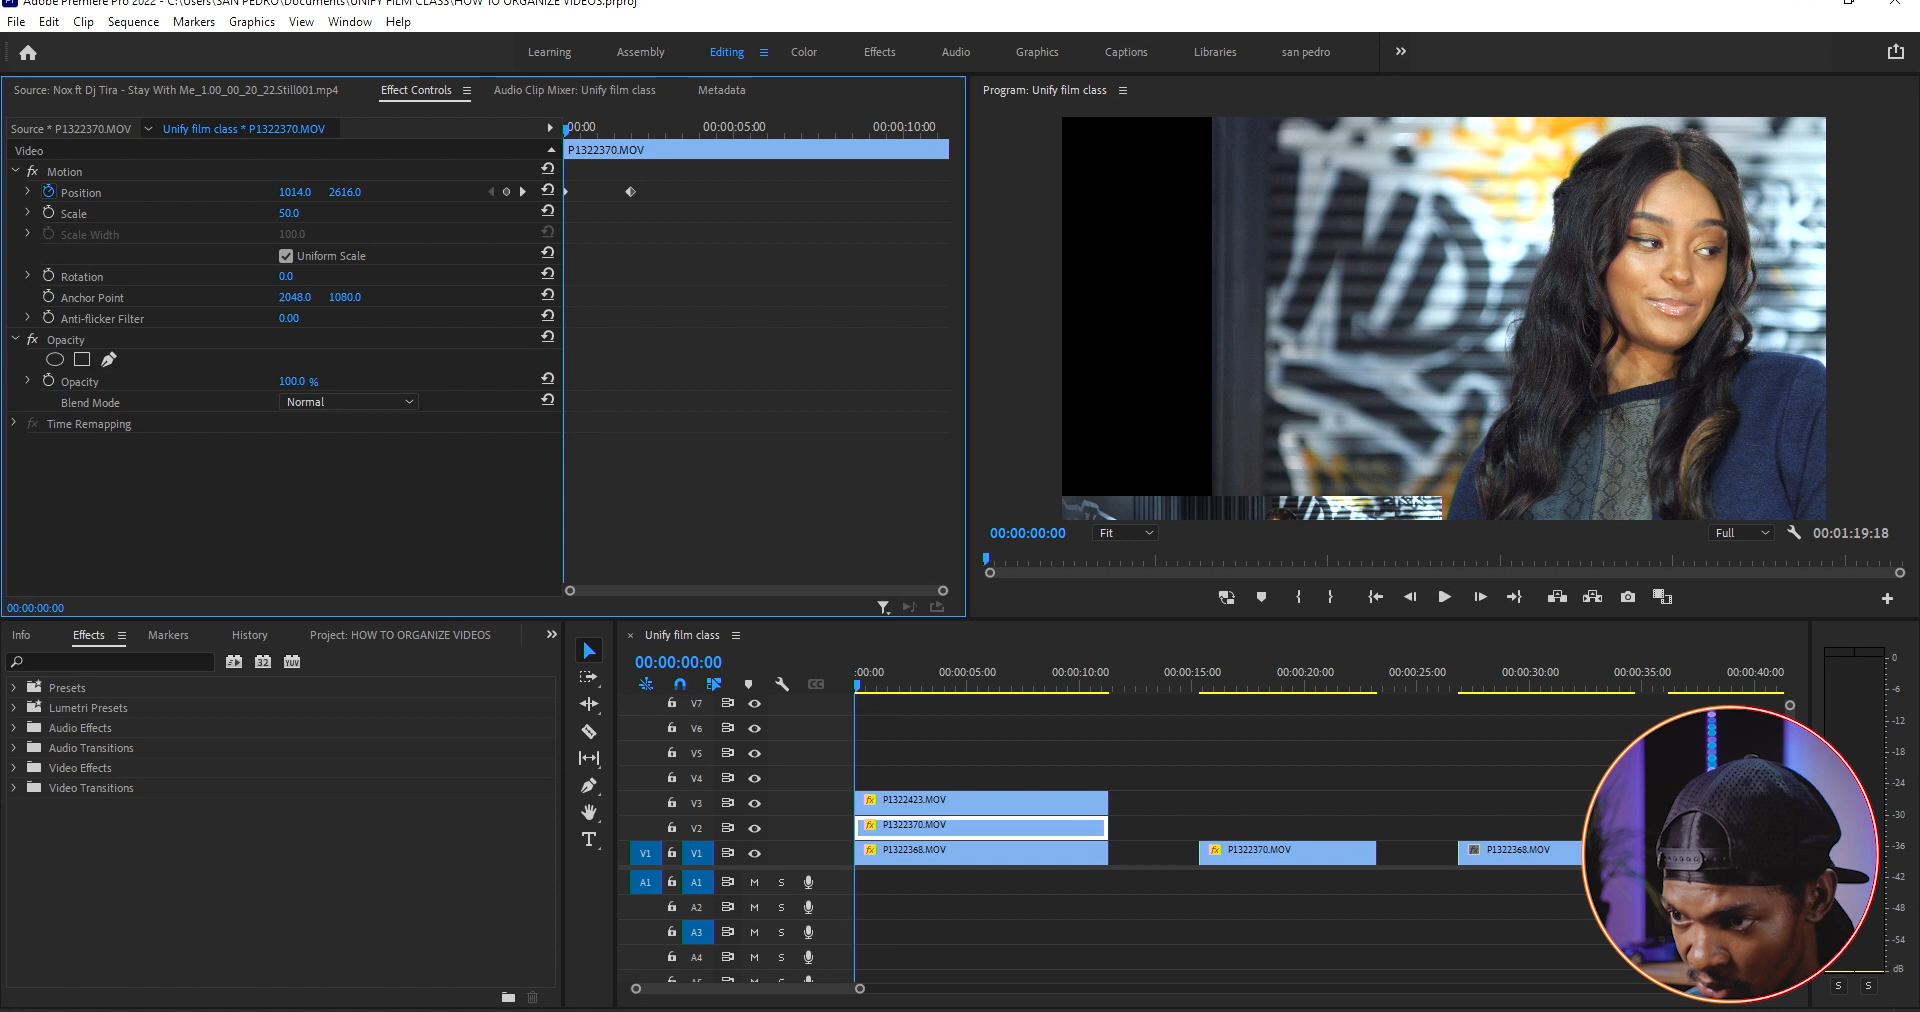 Adobe Premiere Pro 2022 - C:\Users\SAN PEDRO\Documents\UNIFY FILM CLASS\HOW TO ORGANIZE VIDEOS.prproj
File Edit Clip Sequence Markers Graphics View Window Help
Learning Assembly Editing Color Effects Audio Graphics Captions Libraries san pedro
Source: Nox ft Dj Tira - Stay With Me_1.00_00_20_22.Still001.mp4 Effect Controls Audio Clip Mixer: Unify film class Metadata
Program: Unify film class
Source * P1322370.MOV Unify film class * P1322370.MOV
:00:00 00:00:05:00 00:00:10:00
Video
P1322370.MOV
fx Motion
Position 1014.0 2616.0
Scale 50.0
Scale Width 100.0
Uniform Scale
Rotation 0.0
Anchor Point 2048.0 1080.0
Anti-flicker Filter 0.00
fx Opacity
Opacity 100.0 %
Blend Mode Normal
fx Time Remapping
00:00:00:00
00:00:00:00 Fit Full 00:01:19:18
Info Effects Markers History Project: HOW TO ORGANIZE VIDEOS
32 YUV
Presets
Lumetri Presets
Audio Effects
Audio Transitions
Video Effects
Video Transitions
× Unify film class
00:00:00:00
:00:00 00:00:05:00 00:00:10:00 00:00:15:00 00:00:20:00 00:00:25:00 00:00:30:00 00:00:35:00 00:00:40:00
CC
V7
V6
V5
V4
V3 fx P1322423.MOV
V2 fx P1322370.MOV
V1 V1 fx P1322368.MOV fx P1322370.MOV fx P1322368.MOV
A1 A1 M S
A2 M S
A3 M S
A4 M S
T
0
-6
-12
-18
-24
-30
-36
-42
-48
-54
dB
S S